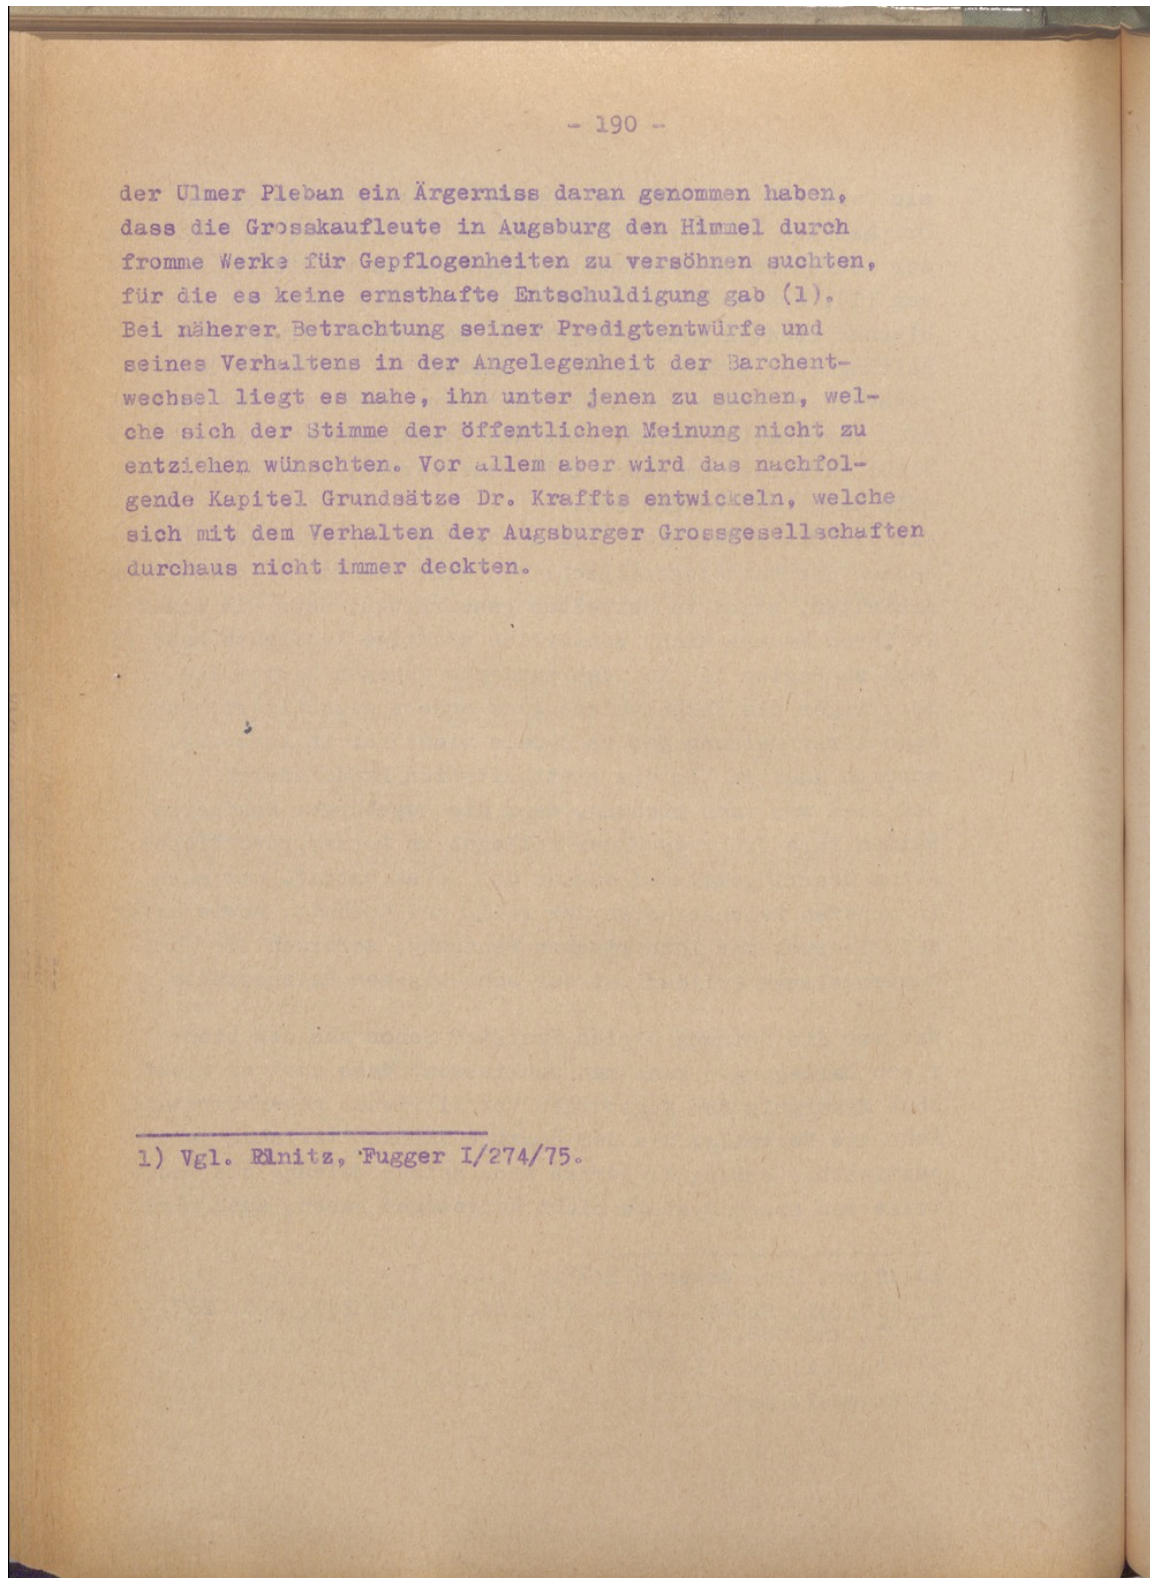 - 190 -
der Ulmer Pleban ein Ärgerniss daran genommen haben,
dass die Grosskaufleute in Augsburg den Himmel durch
fromme Werke für Gepflogenheiten zu versöhnen suchten,
für die es keine ernsthafte Entschuldigung gab (1).
Bei näherer Betrachtung seiner Predigtentwürfe und
seines Verhaltens in der Angelegenheit der Barchent-
wechsel liegt es nahe, ihn unter jenen zu suchen, wel-
che sich der Stimme der öffentlichen Meinung nicht zu
entziehen wünschten. Vor allem aber wird das nachfol-
gende Kapitel Grundsätze Dr. Kraffts entwickeln, welche
sich mit dem Verhalten der Augsburger Grossgesellschaften
durchaus nicht immer deckten.
1) Vgl. Pölnitz, Fugger I/274/75.